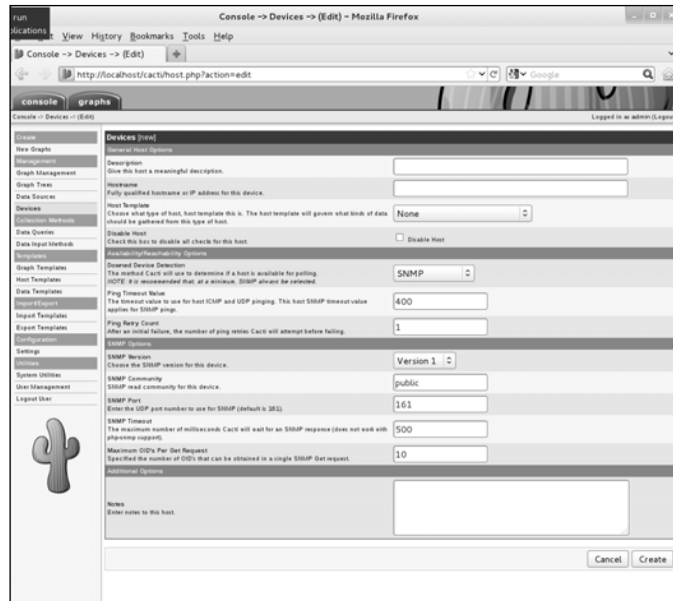 run
plications
Console -> Devices -> (Edit) - Mozilla Firefox
Edit View History Bookmarks Tools Help
Console -> Devices -> (Edit)
http://localhost/cacti/host.php?action=edit
Google
console graphs
Console -> Devices -> (Edit)
Logged in as admin (Logout
Create
New Graphs
Management
Graph Management
Graph Trees
Data Sources
Devices
Collection Methods
Data Queries
Data Input Methods
Templates
Graph Templates
Host Templates
Data Templates
Import/Export
Import Templates
Export Templates
Configuration
Settings
Utilities
System Utilities
User Management
Logout User
Devices [new]
General Host Options
Description
Give this host a meaningful description.
Hostname
Fully qualified hostname or IP address for this device.
Host Template
Choose what type of host, host template this is. The host template will govern what kinds of data
should be gathered from this type of host.
None
Disable Host
Check this box to disable all checks for this host.
Disable Host
Availability/Reachability Options
Downed Device Detection
The method Cacti will use to determine if a host is available for polling.
NOTE: It is recommended that, at a minimum, SNMP always be selected.
SNMP
Ping Timeout Value
The timeout value to use for host ICMP and UDP pinging. This host SNMP timeout value
applies for SNMP pings.
400
Ping Retry Count
After an initial failure, the number of ping retries Cacti will attempt before failing.
1
SNMP Options
SNMP Version
Choose the SNMP version for this device.
Version 1
SNMP Community
SNMP read community for this device.
public
SNMP Port
Enter the UDP port number to use for SNMP (default is 161).
161
SNMP Timeout
The maximum number of milliseconds Cacti will wait for an SNMP response (does not work with
php-snmp support).
500
Maximum OID's Per Get Request
Specified the number of OID's that can be obtained in a single SNMP Get request.
10
Additional Options
Notes
Enter notes to this host.
Cancel Create